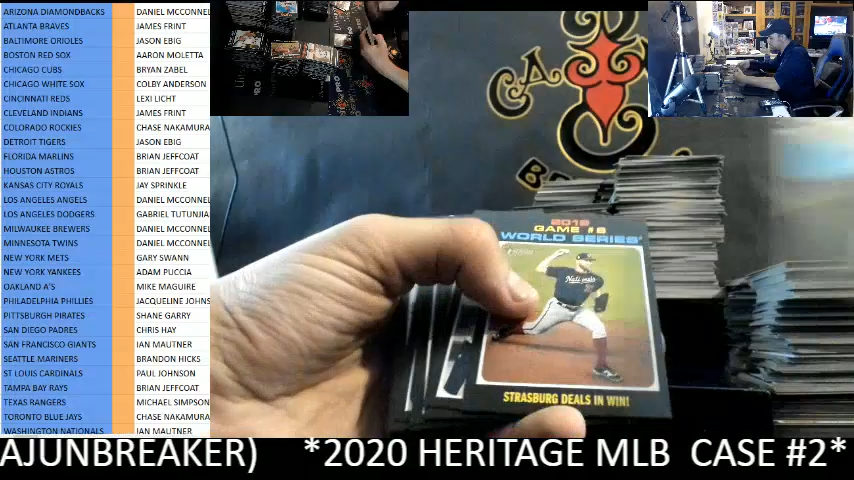 ARIZONA DIAMONDBACKS DANIEL MCCONNEL
ATLANTA BRAVES JAMES FRINT
BALTIMORE ORIOLES JASON EBIG
BOSTON RED SOX AARON MOLETTA
CHICAGO CUBS BRYAN ZABEL
CHICAGO WHITE SOX COLBY ANDERSON
CINCINNATI REDS LEXI LICHT
CLEVELAND INDIANS JAMES FRINT
COLORADO ROCKIES CHASE NAKAMURA
DETROIT TIGERS JASON EBIG
FLORIDA MARLINS BRIAN JEFFCOAT
HOUSTON ASTROS BRIAN JEFFCOAT
KANSAS CITY ROYALS JAY SPRINKLE
LOS ANGELES ANGELS DANIEL MCCONNEL
LOS ANGELES DODGERS GABRIEL TUTUNJIA
MILWAUKEE BREWERS DANIEL MCCONNEL
MINNESOTA TWINS DANIEL MCCONNEL
NEW YORK METS GARY SWANN
NEW YORK YANKEES ADAM PUCCIA
OAKLAND A'S MIKE MAGUIRE
PHILADELPHIA PHILLIES JACQUELINE JOHNS
PITTSBURGH PIRATES SHANE GARRY
SAN DIEGO PADRES CHRIS HAY
SAN FRANCISCO GIANTS IAN MAUTNER
SEATTLE MARINERS BRANDON HICKS
ST LOUIS CARDINALS PAUL JOHNSON
TAMPA BAY RAYS BRIAN JEFFCOAT
TEXAS RANGERS MICHAEL SIMPSON
TORONTO BLUE JAYS CHASE NAKAMURA
WASHINGTON NATIONALS IAN MAUTNER
GAME #6
WORLD SERIES
Nationals
STRASBURG DEALS IN WIN!
AJUNBREAKER) *2020 HERITAGE MLB CASE #2*